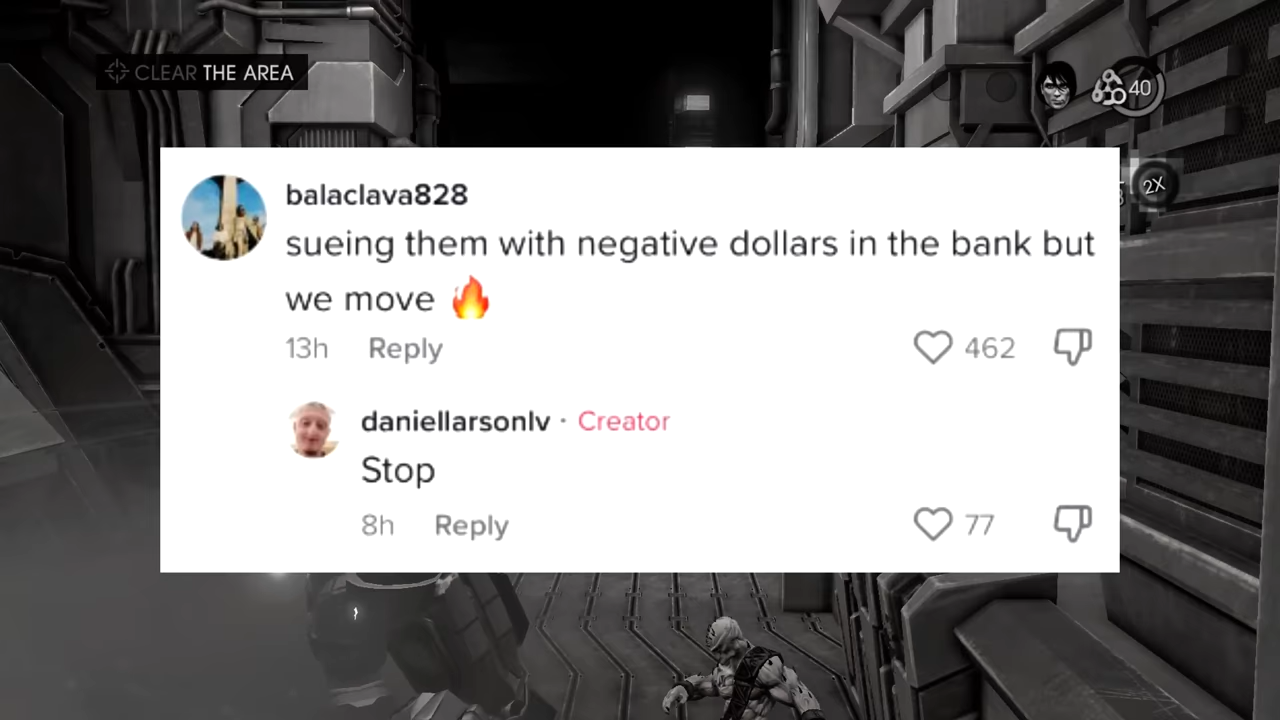 CLEAR THE AREA
40
2X
balaclava828
sueing them with negative dollars in the bank but
we move 🔥
13h Reply 462
daniellarsonlv · Creator
Stop
8h Reply 77